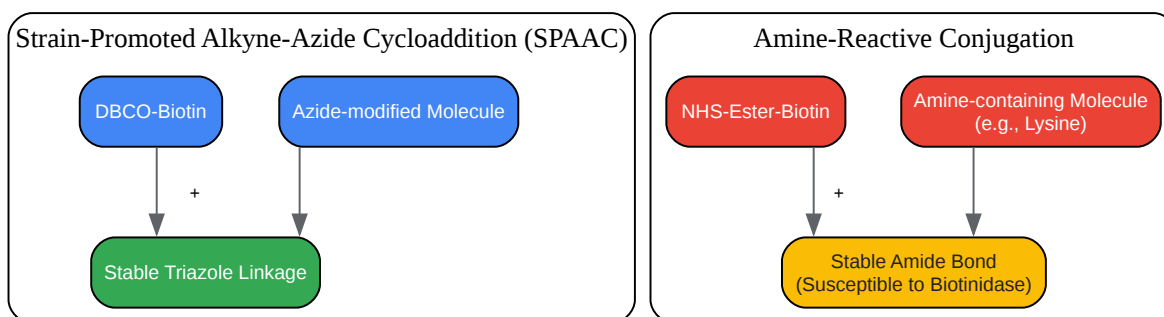 Strain-Promoted Alkyne-Azide Cycloaddition (SPAAC)
DBCO-Biotin
Azide-modified Molecule
+
Stable Triazole Linkage
Amine-Reactive Conjugation
NHS-Ester-Biotin
Amine-containing Molecule
(e.g., Lysine)
+
Stable Amide Bond
(Susceptible to Biotinidase)